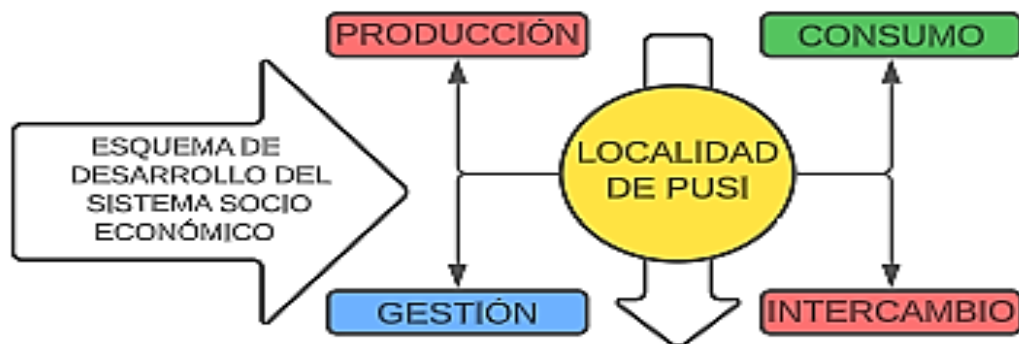 PRODUCCIÓN
CONSUMO
ESQUEMA DE
DESARROLLO DEL
SISTEMA SOCIO
ECONÓMICO
LOCALIDAD
DE PUSI
GESTIÓN
INTERCAMBIO